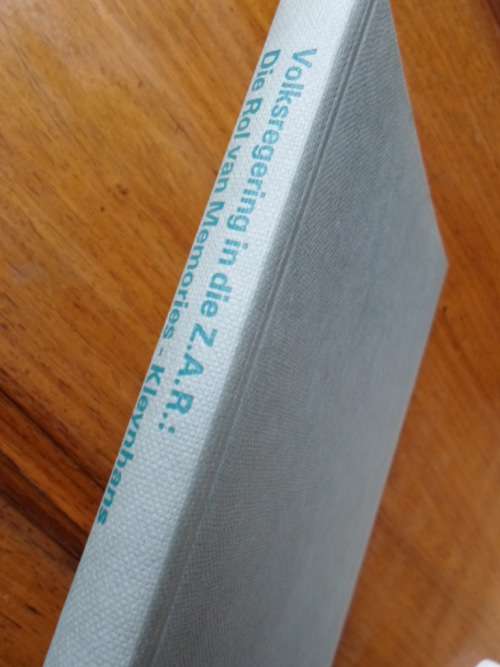 Volksregering in die Z.A.R.:
Die Rol van Memories - Kleynhans